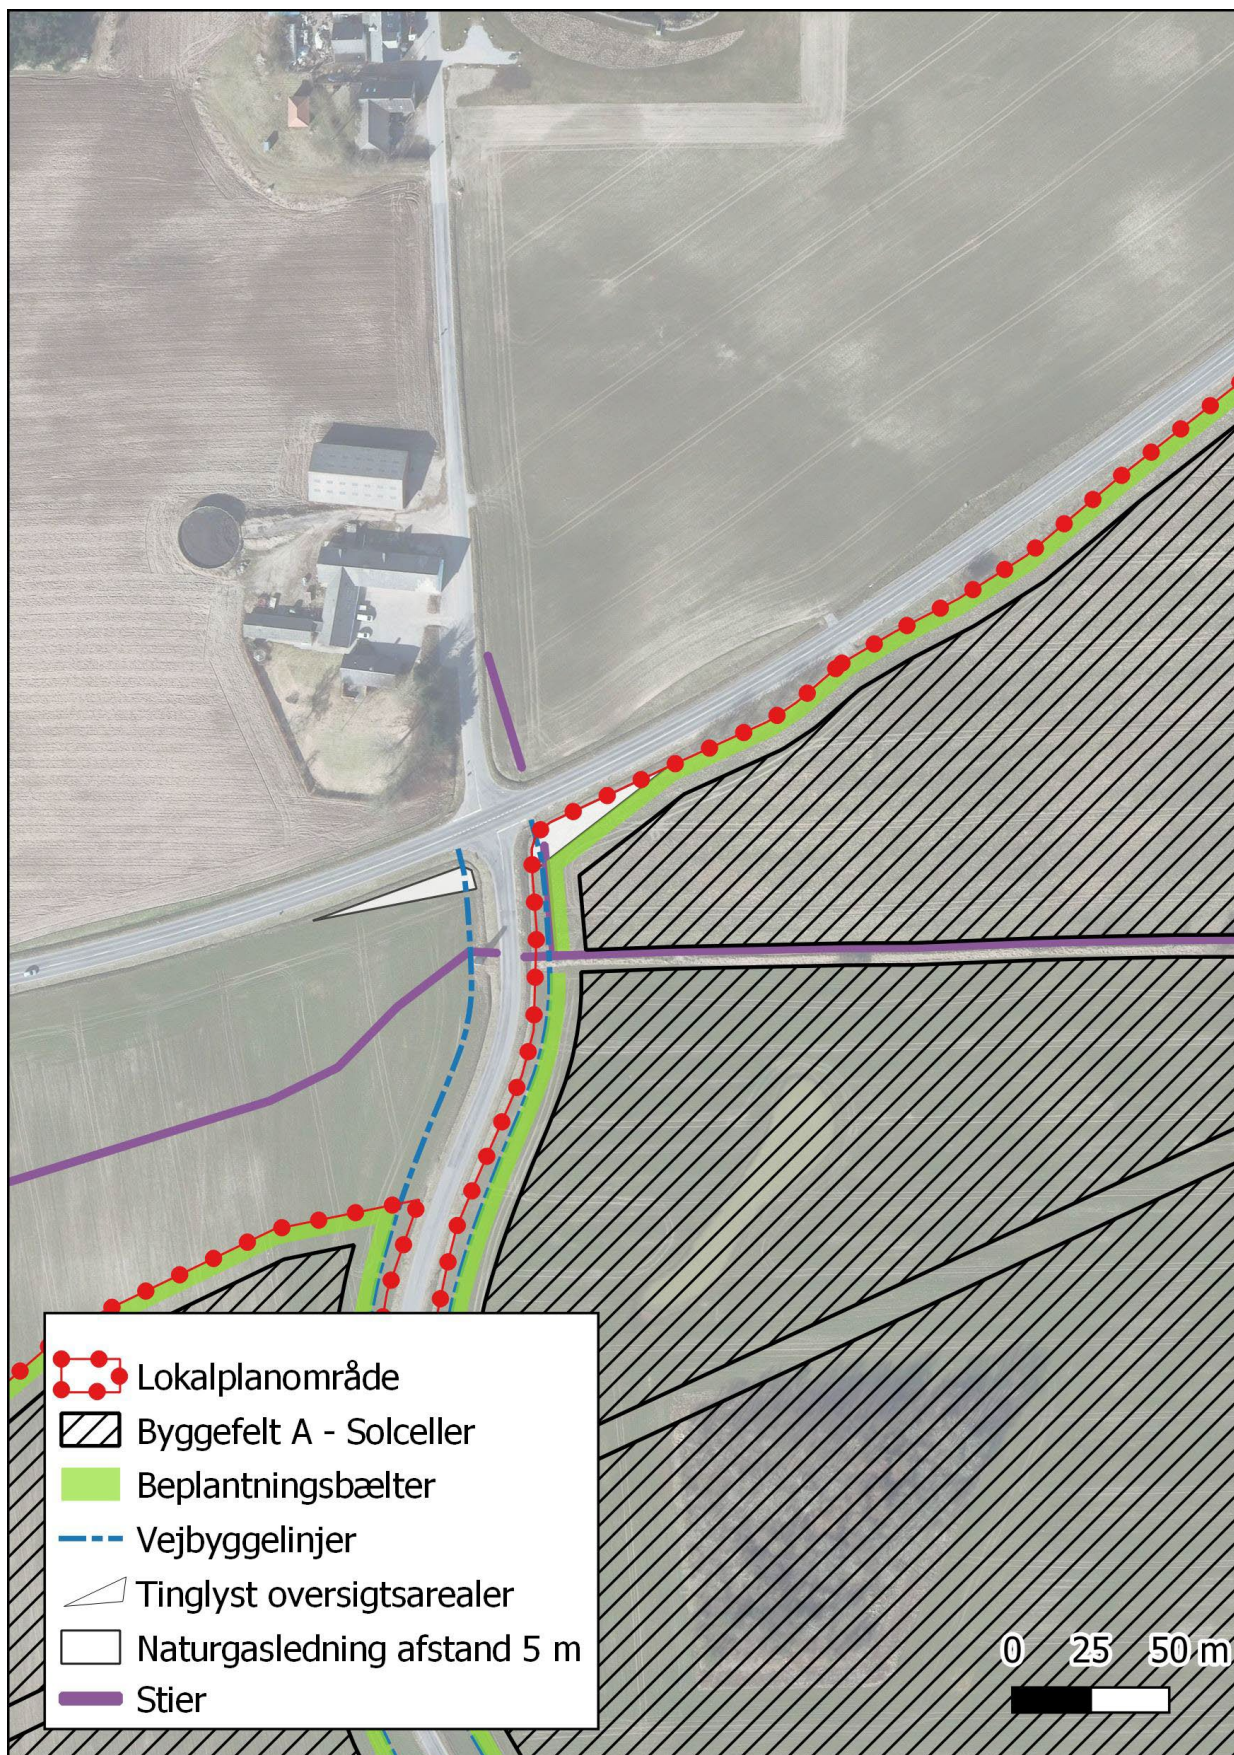 Lokalplanområde
Byggefelt A - Solceller
Beplantningsbælter
Vejbyggelinjer
Tinglyst oversigtsarealer
Naturgasledning afstand 5 m
Stier
0 25 50 m